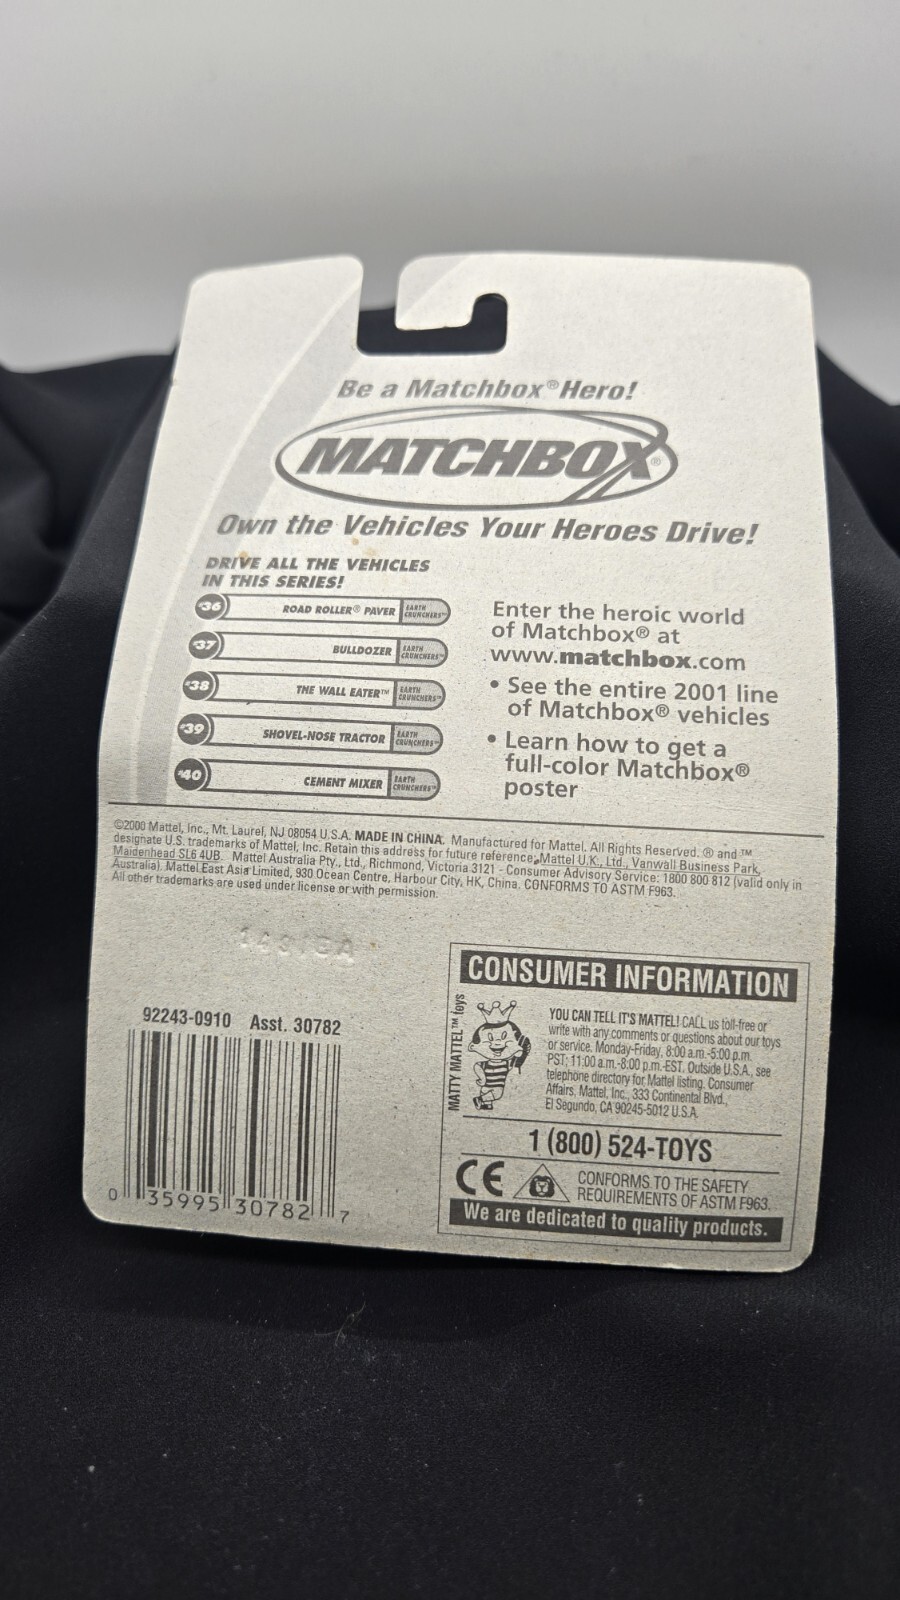 Be a Matchbox® Hero!
MATCHBOX®
Own the Vehicles Your Heroes Drive!
DRIVE ALL THE VEHICLES
IN THIS SERIES!
#36 ROAD ROLLER® PAVER EARTH CRUNCHERS™
#37 BULLDOZER EARTH CRUNCHERS™
#38 THE WALL EATER™ EARTH CRUNCHERS™
#39 SHOVEL-NOSE TRACTOR EARTH CRUNCHERS™
#40 CEMENT MIXER EARTH CRUNCHERS™
Enter the heroic world
of Matchbox® at
www.matchbox.com
• See the entire 2001 line
of Matchbox® vehicles
• Learn how to get a
full-color Matchbox®
poster
©2000 Mattel, Inc., Mt. Laurel, NJ 08054 U.S.A. MADE IN CHINA. Manufactured for Mattel. All Rights Reserved. ® and ™
designate U.S. trademarks of Mattel, Inc. Retain this address for future reference: Mattel U.K., Ltd., Vanwall Business Park,
Maidenhead SL6 4UB. Mattel Australia Pty., Ltd., Richmond, Victoria 3121 - Consumer Advisory Service: 1800 800 812 (valid only in
Australia). Mattel East Asia Limited, 930 Ocean Centre, Harbour City, HK, China. CONFORMS TO ASTM F963.
All other trademarks are used under license or with permission.
92243-0910 Asst. 30782
0 35995 30782 7
CONSUMER INFORMATION
MATTY MATTEL™ toys
YOU CAN TELL IT'S MATTEL! CALL us toll-free or
write with any comments or questions about our toys
or service. Monday-Friday, 8:00 a.m.-5:00 p.m.
PST; 11:00 a.m.-8:00 p.m.-EST. Outside U.S.A., see
telephone directory for Mattel listing. Consumer
Affairs, Mattel, Inc., 333 Continental Blvd.,
El Segundo, CA 90245-5012 U.S.A.
1 (800) 524-TOYS
CE
CONFORMS TO THE SAFETY
REQUIREMENTS OF ASTM F963.
We are dedicated to quality products.